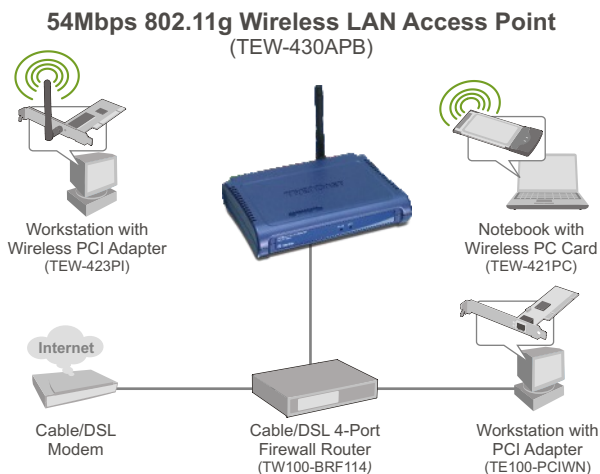 54Mbps 802.11g Wireless LAN Access Point
(TEW-430APB)
TRENDnet
Workstation with
Wireless PCI Adapter
(TEW-423PI)
Notebook with
Wireless PC Card
(TEW-421PC)
Internet
Cable/DSL
Modem
Cable/DSL 4-Port
Firewall Router
(TW100-BRF114)
Workstation with
PCI Adapter
(TE100-PCIWN)